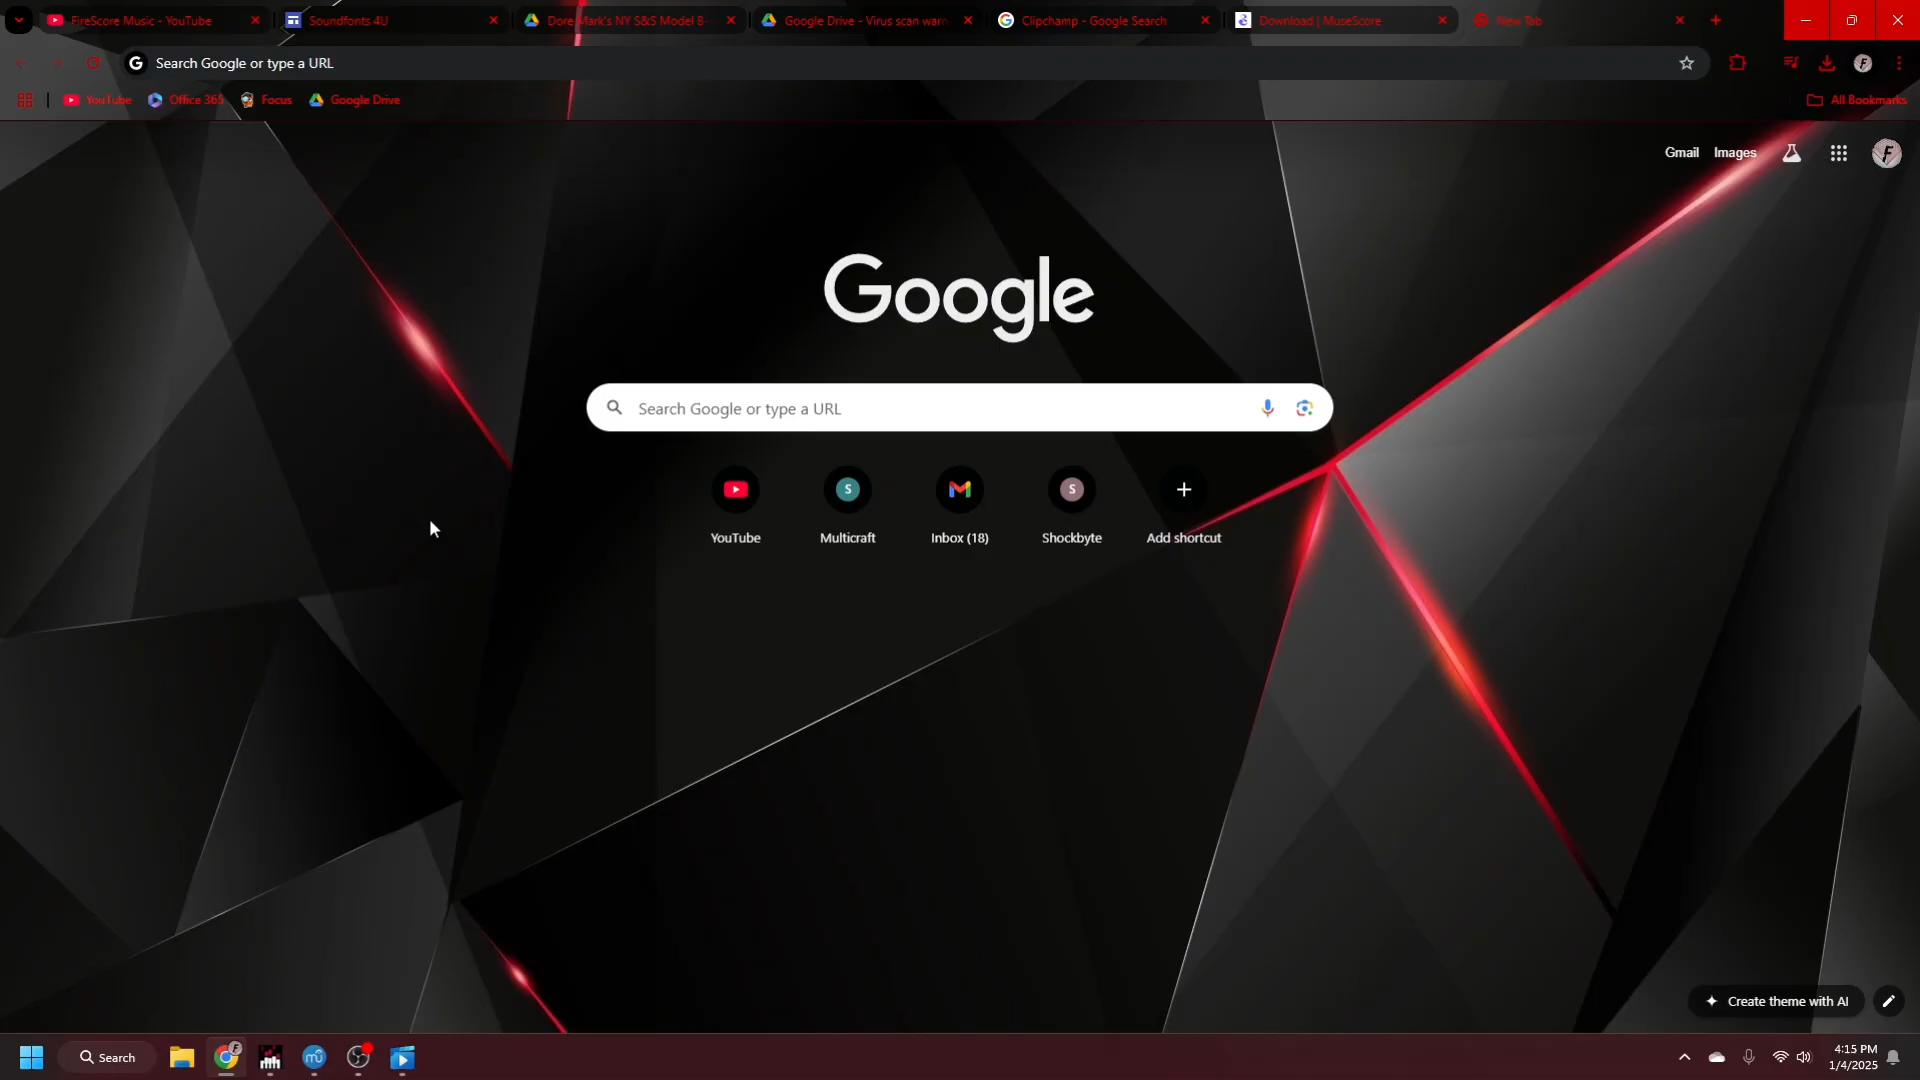 FireScore Music - YouTube
Soundfonts 4U
Dore Mark's NY S&S Model B-
Google Drive - Virus scan warn
Clipchamp - Google Search
Download | MuseScore
New Tab
Search Google or type a URL
YouTube
Office 365
Focus
Google Drive
All Bookmarks
Gmail
Images
Google
Search Google or type a URL
YouTube
Multicraft
Inbox (18)
Shockbyte
Add shortcut
Create theme with AI
Search
4:15 PM
1/4/2025